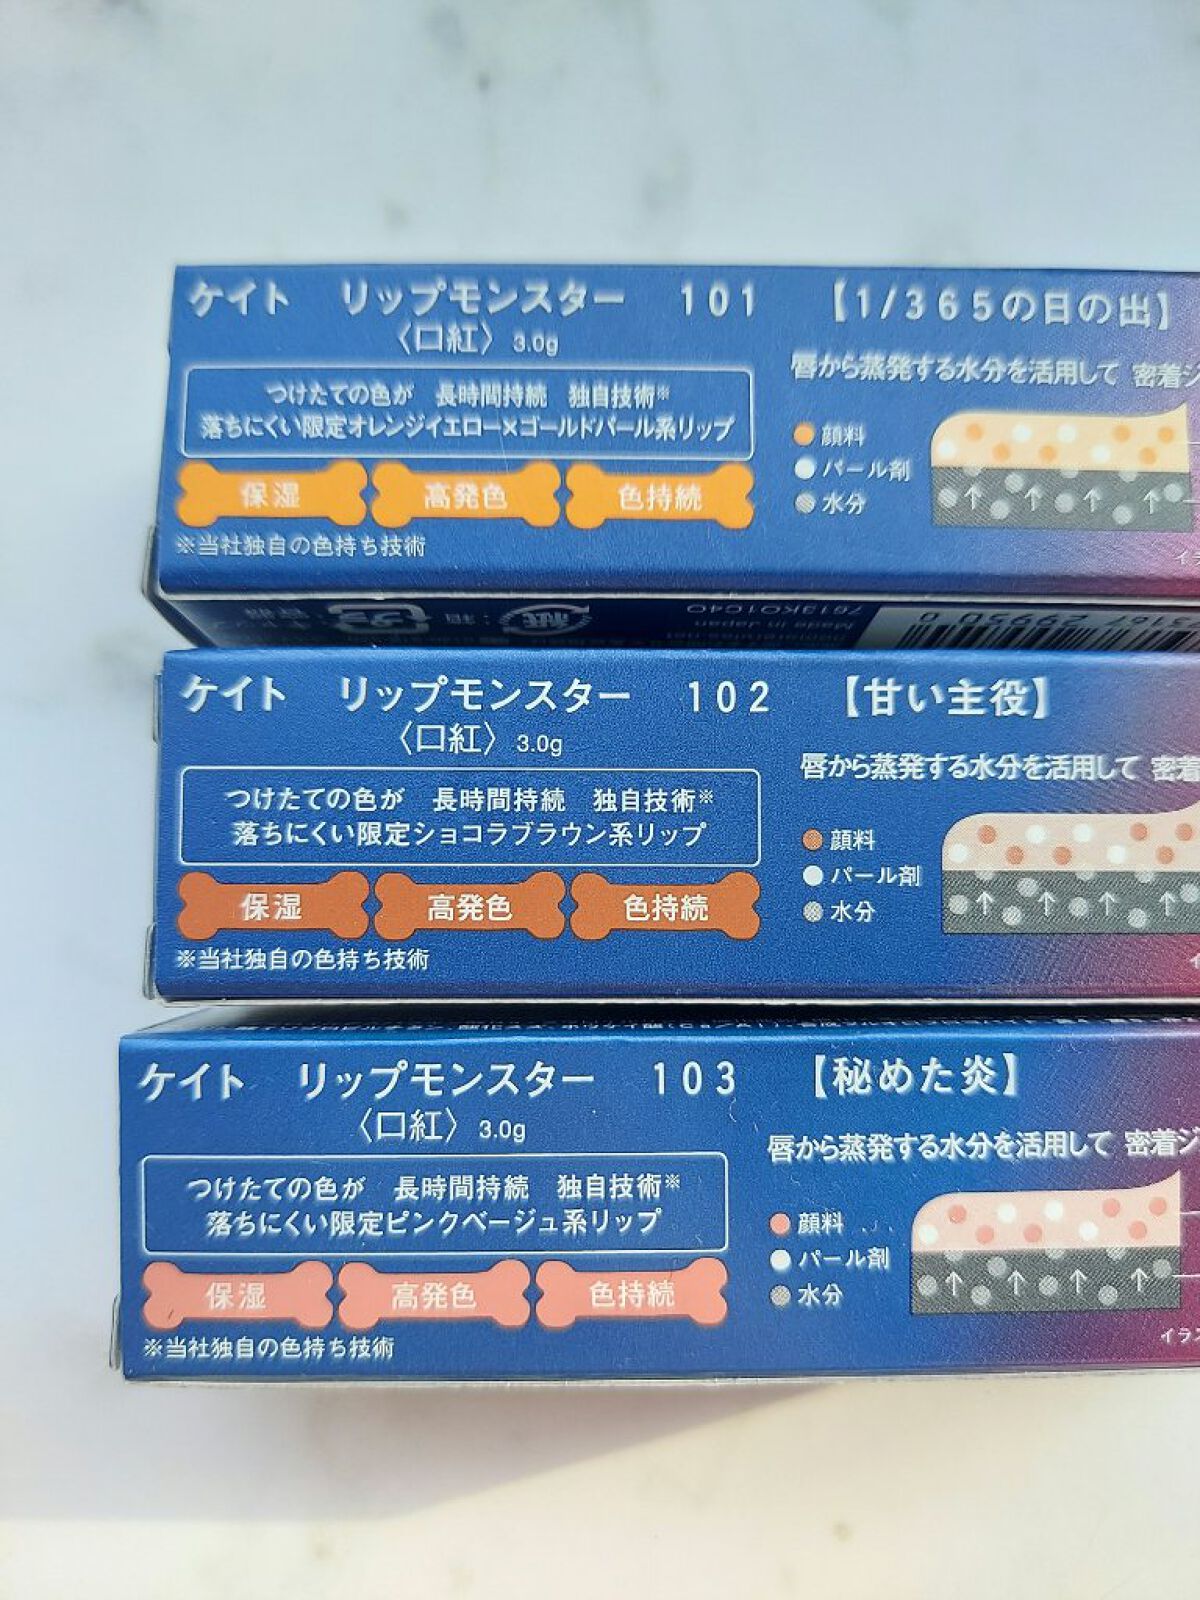 ケイト リップモンスター 101 【1/365の日の出】
〈口紅〉3.0g
唇から蒸発する水分を活用して 密着ジ
つけたての色が 長時間持続 独自技術※
落ちにくい限定オレンジイエロー×ゴールドパール系リップ
顔料
パール剤
水分
保湿 高発色 色持続
※当社独自の色持ち技術
Made in Japan
7613KO1C4O
ケイト リップモンスター 102 【甘い主役】
〈口紅〉3.0g
唇から蒸発する水分を活用して 密着
つけたての色が 長時間持続 独自技術※
落ちにくい限定ショコラブラウン系リップ
顔料
パール剤
水分
保湿 高発色 色持続
※当社独自の色持ち技術
ケイト リップモンスター 103 【秘めた炎】
〈口紅〉3.0g
唇から蒸発する水分を活用して 密着ジ
つけたての色が 長時間持続 独自技術※
落ちにくい限定ピンクベージュ系リップ
顔料
パール剤
水分
保湿 高発色 色持続
※当社独自の色持ち技術
イラス